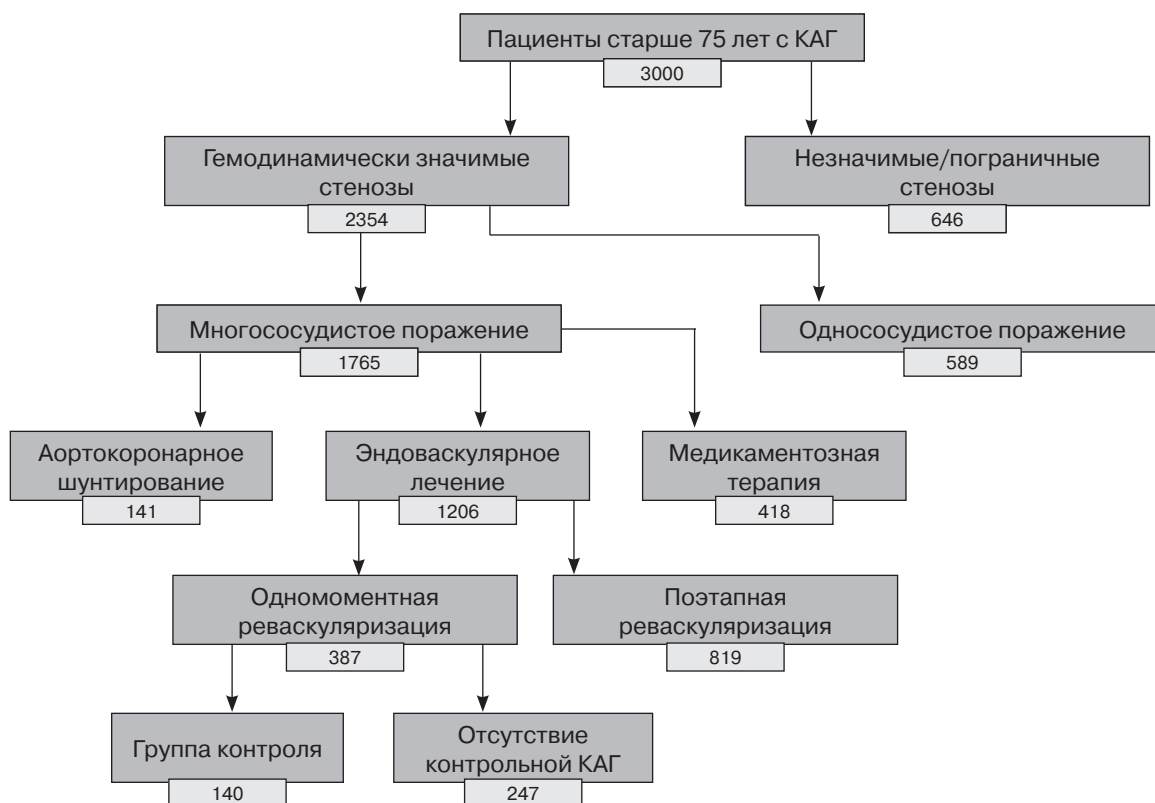 Пациенты старше 75 лет с КАГ
3000
Гемодинамически значимые
стенозы
2354
Незначимые/пограничные
стенозы
646
Многососудистое поражение
1765
Однососудистое поражение
589
Аортокоронарное
шунтирование
141
Эндоваскулярное
лечение
1206
Медикаментозная
терапия
418
Одномоментная
реваскуляризация
387
Поэтапная
реваскуляризация
819
Группа контроля
140
Отсутствие
контрольной КАГ
247